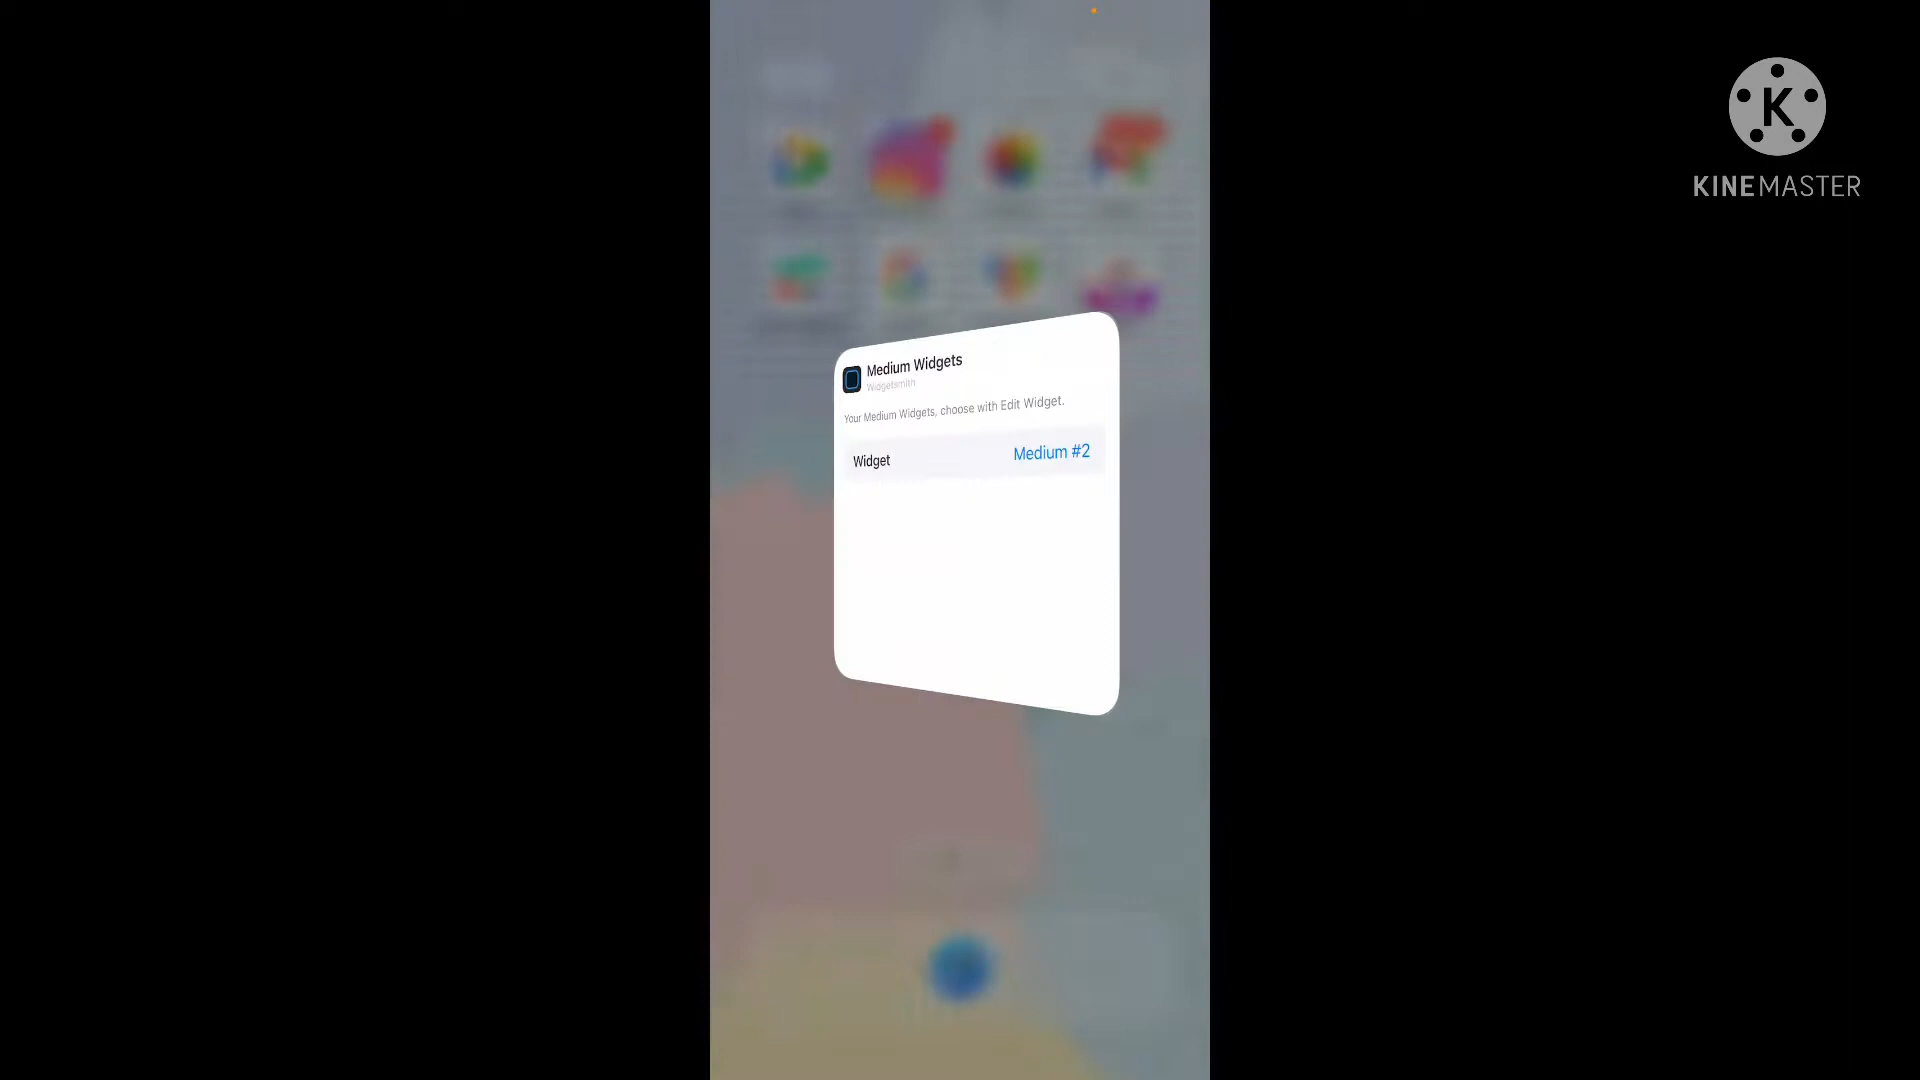 KINEMASTER
Medium Widgets
Widgetsmith
Your Medium Widgets, choose with Edit Widget.
Widget
Medium #2